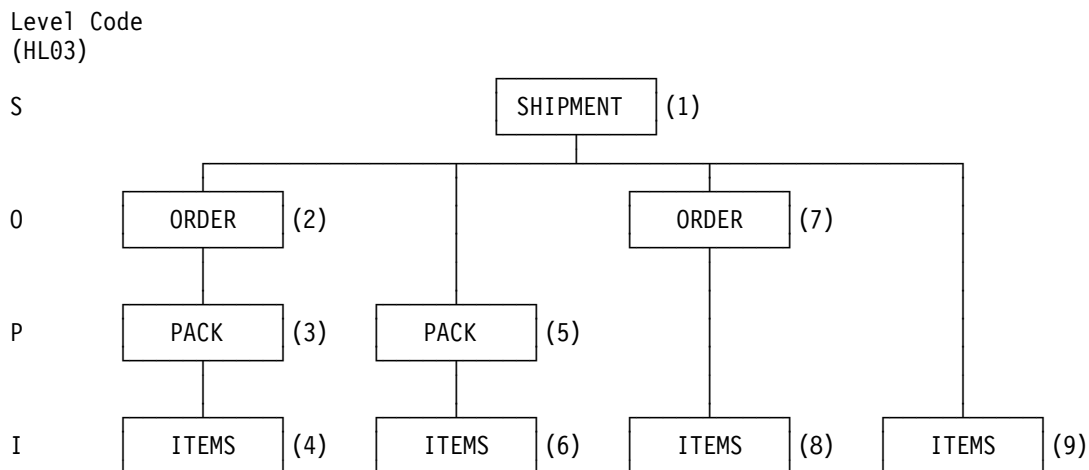 Level Code
(HL03)
S SHIPMENT (1)
O ORDER (2) ORDER (7)
P PACK (3) PACK (5)
I ITEMS (4) ITEMS (6) ITEMS (8) ITEMS (9)